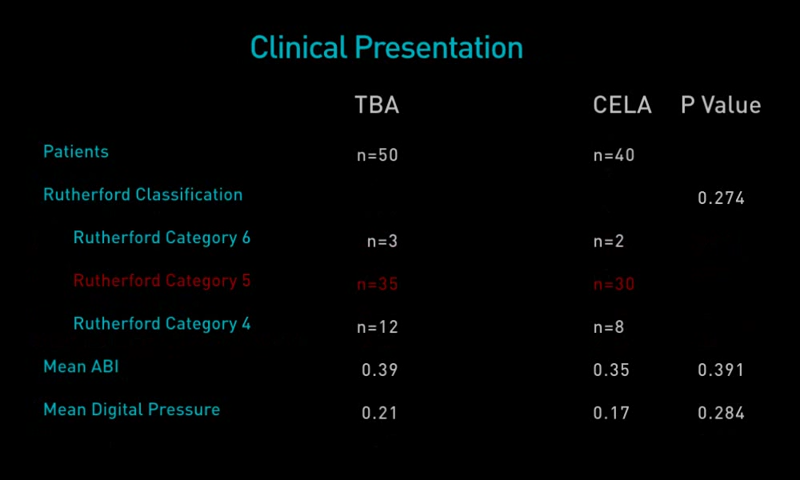 Clinical Presentation
TBA CELA P Value
Patients n=50 n=40
Rutherford Classification 0.274
Rutherford Category 6 n=3 n=2
Rutherford Category 5 n=35 n=30
Rutherford Category 4 n=12 n=8
Mean ABI 0.39 0.35 0.391
Mean Digital Pressure 0.21 0.17 0.284